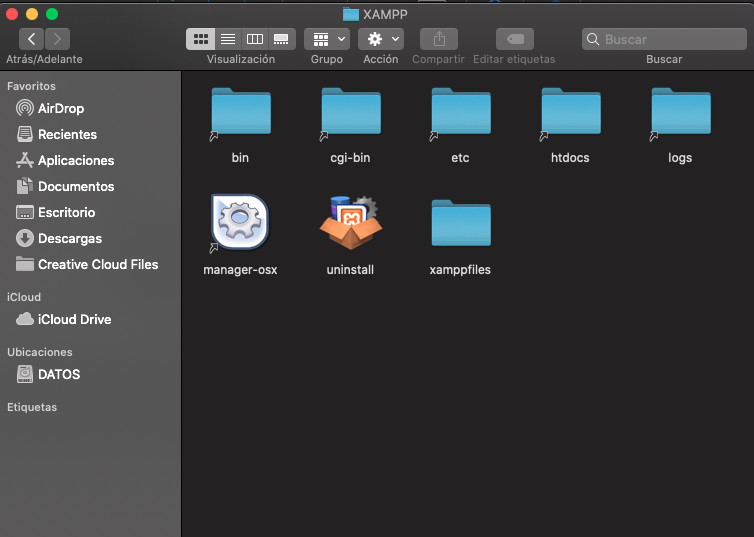 XAMPP
Atrás/Adelante
Visualización
Grupo
Acción
Compartir
Editar etiquetas
Buscar
Buscar
Favoritos
AirDrop
Recientes
Aplicaciones
Documentos
Escritorio
Descargas
Creative Cloud Files
iCloud
iCloud Drive
Ubicaciones
DATOS
Etiquetas
bin
cgi-bin
etc
htdocs
logs
manager-osx
uninstall
xamppfiles